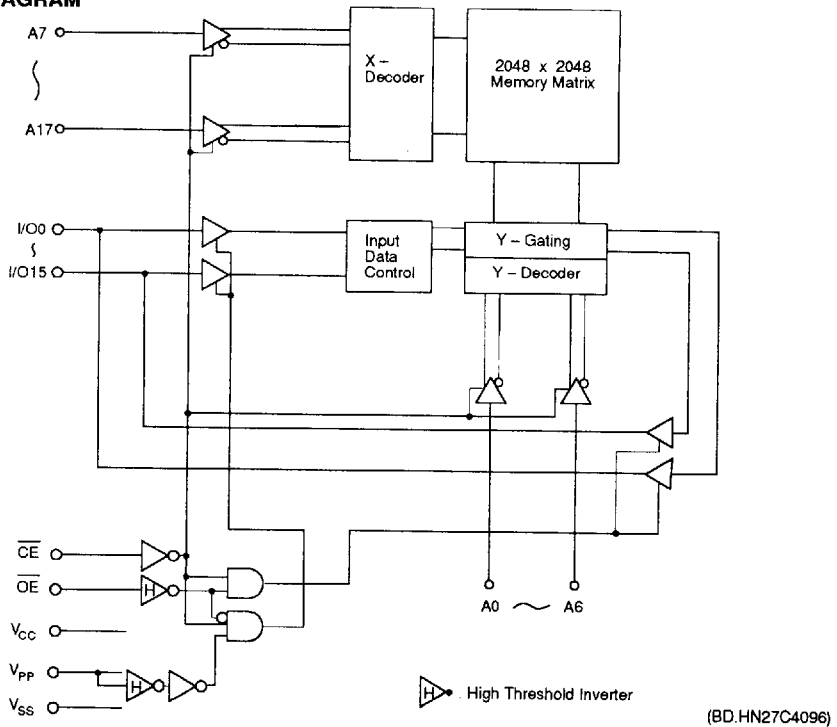 AGRAM
A7
A17
X –
Decoder
2048 x 2048
Memory Matrix
I/O0
I/O15
Input
Data
Control
Y – Gating
Y – Decoder
CE
OE
VCC
VPP
VSS
H
H
A0 ~ A6
H . High Threshold Inverter
(BD.HN27C4096)